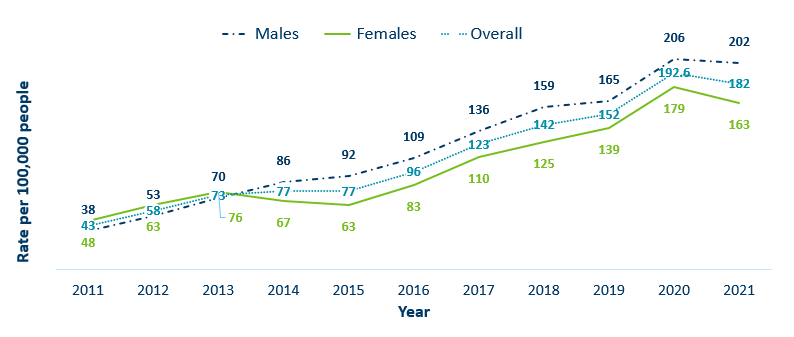 Males Females Overall
Rate per 100,000 people
38 53 70 86 92 109 136 159 165 206 202
43 58 73 77 77 96 123 142 152 192.6 182
48 63 76 67 63 83 110 125 139 179 163
2011 2012 2013 2014 2015 2016 2017 2018 2019 2020 2021
Year